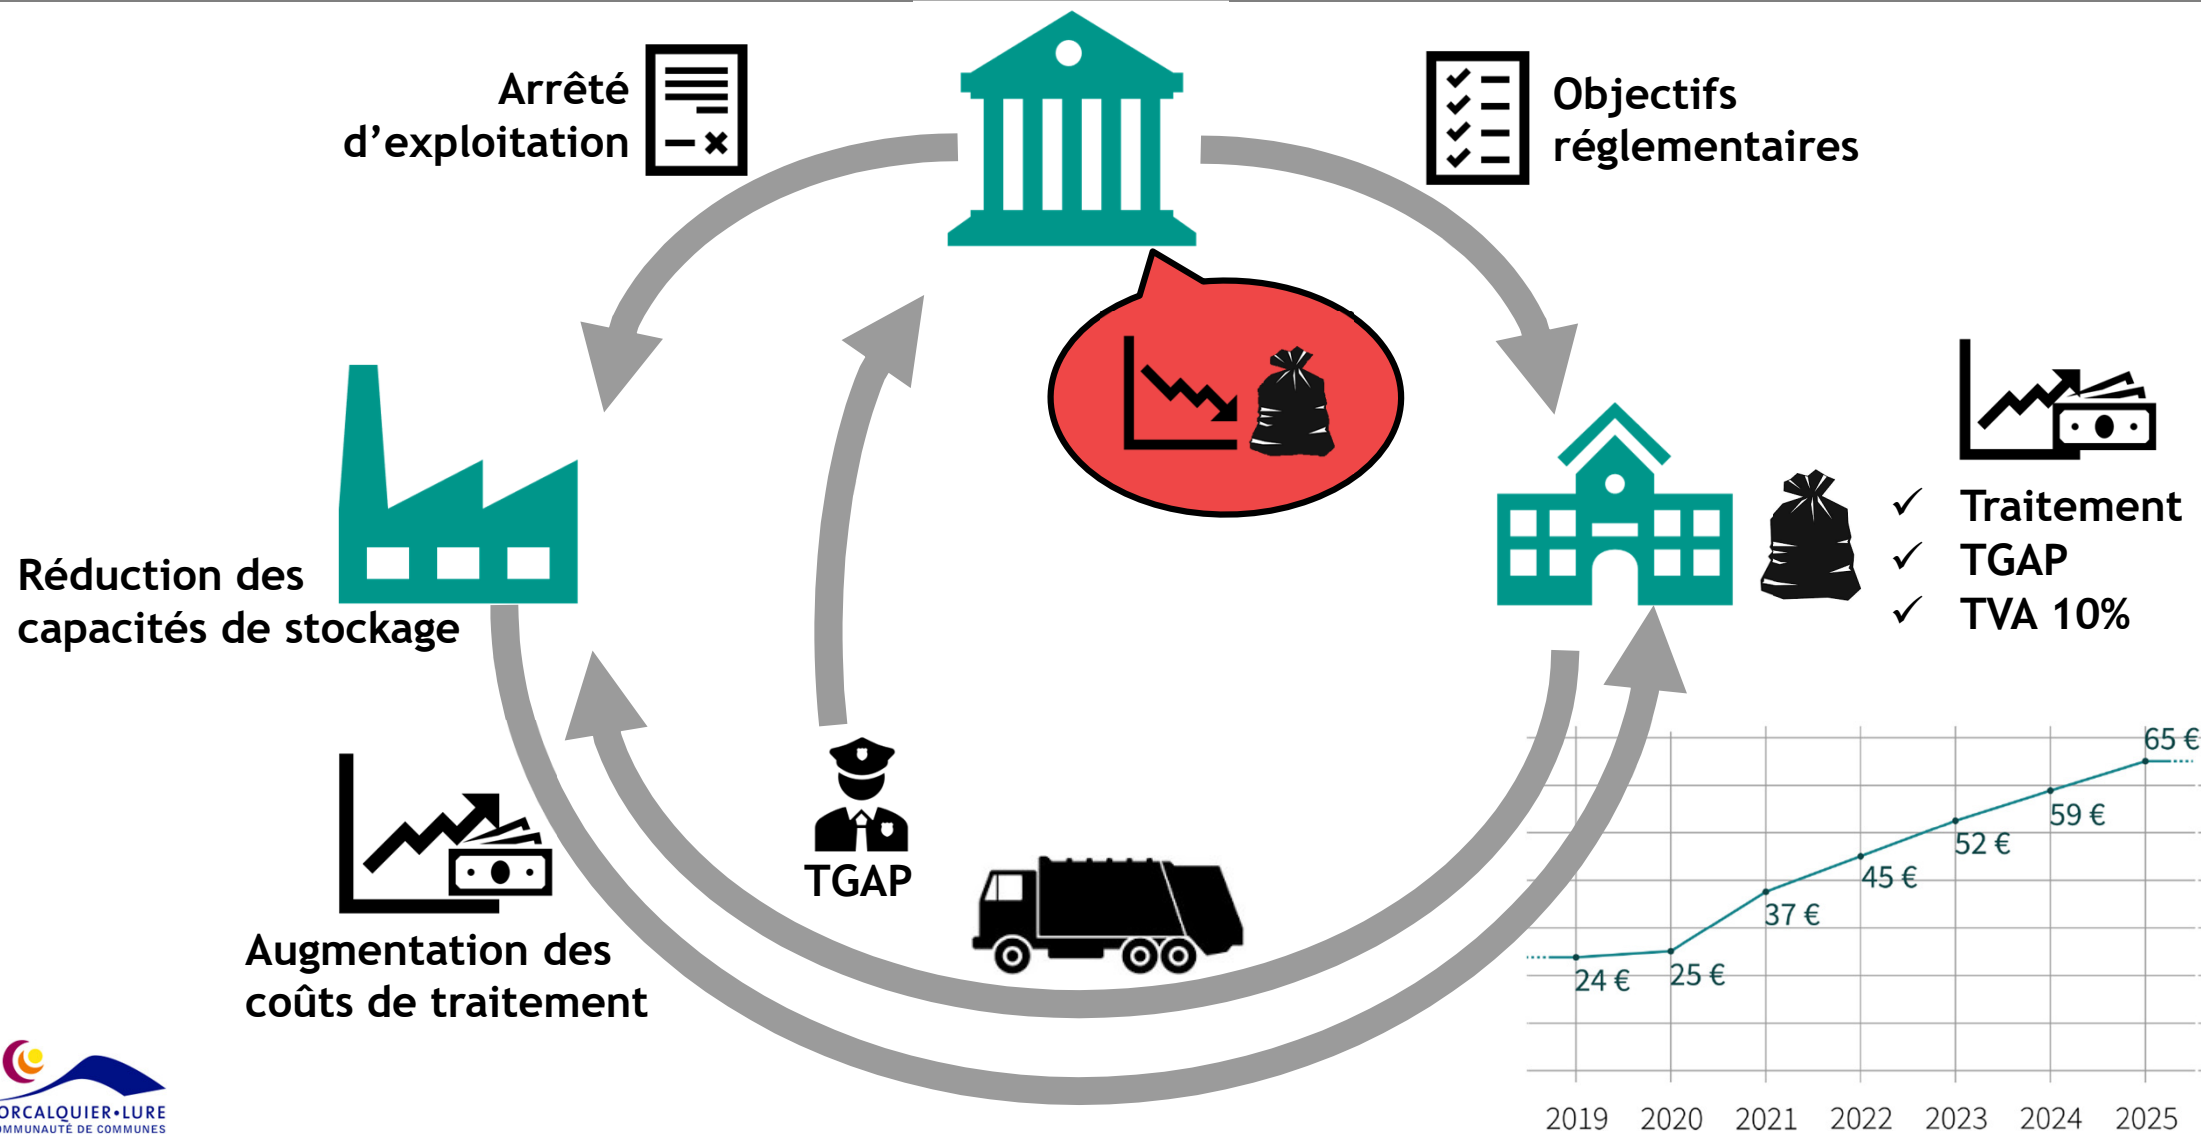 Arrêté
d’exploitation
Objectifs
réglementaires
Réduction des
capacités de stockage
✓ Traitement
✓ TGAP
✓ TVA 10%
TGAP
Augmentation des
coûts de traitement
24 €
25 €
37 €
45 €
52 €
59 €
65 €
2019 2020 2021 2022 2023 2024 2025
ORCALQUIER•LURE
OMMUNAUTÉ DE COMMUNES